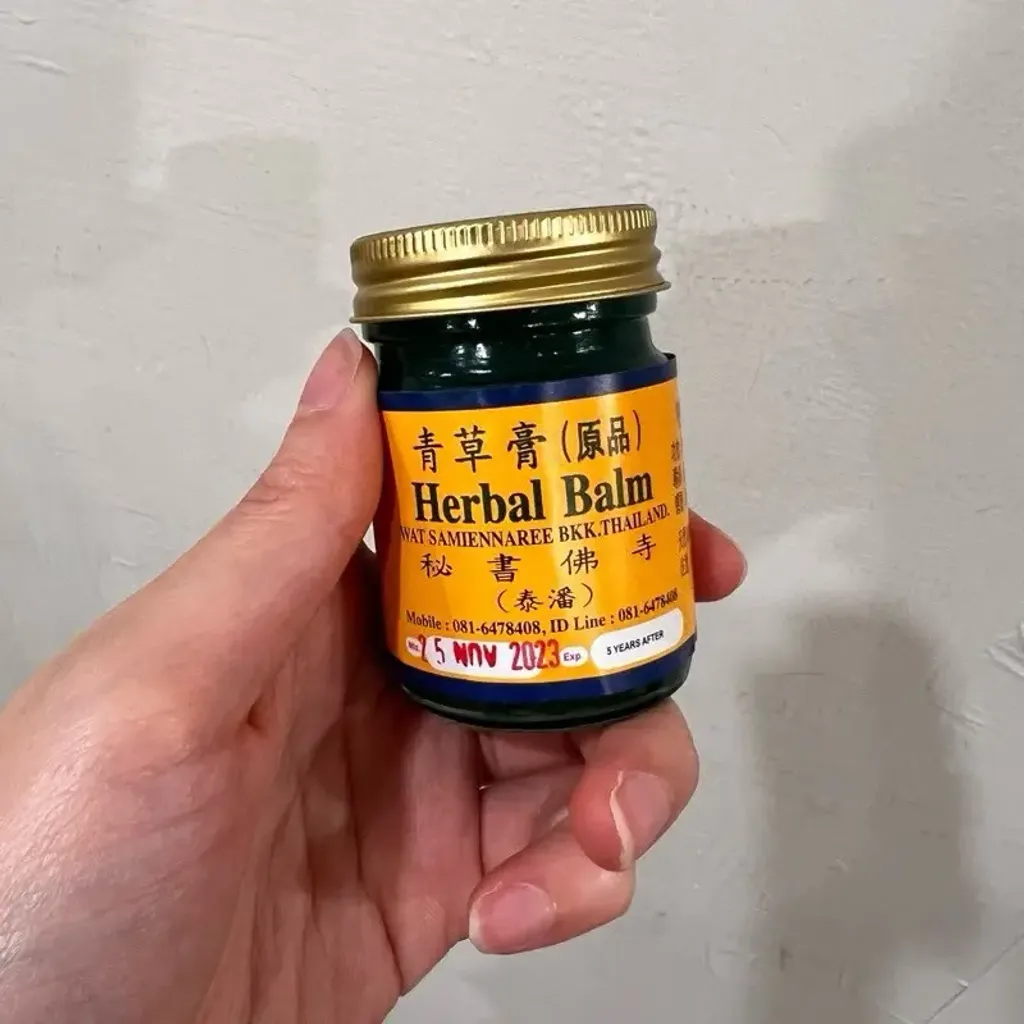 青草膏(原品)
Herbal Balm
WAT SAMIENNAREE BKK.THAILAND.
秘書佛寺
(泰潘)
Mobile : 081-6478408, ID Line : 081-6478408
25 NOV 2023 Exp. 5 YEARS AFTER